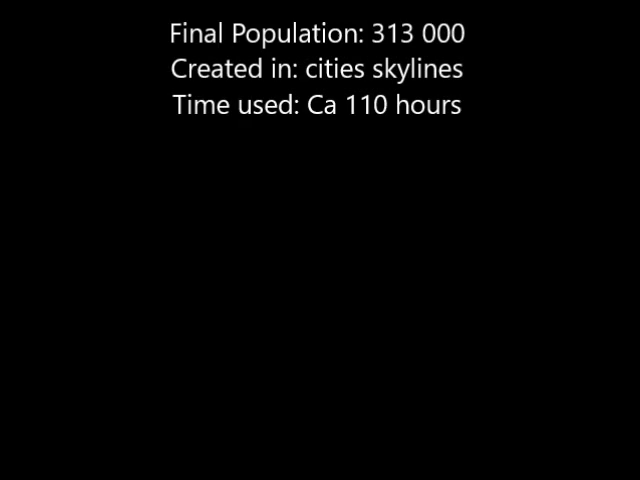 Final Population: 313 000
Created in: cities skylines
Time used: Ca 110 hours